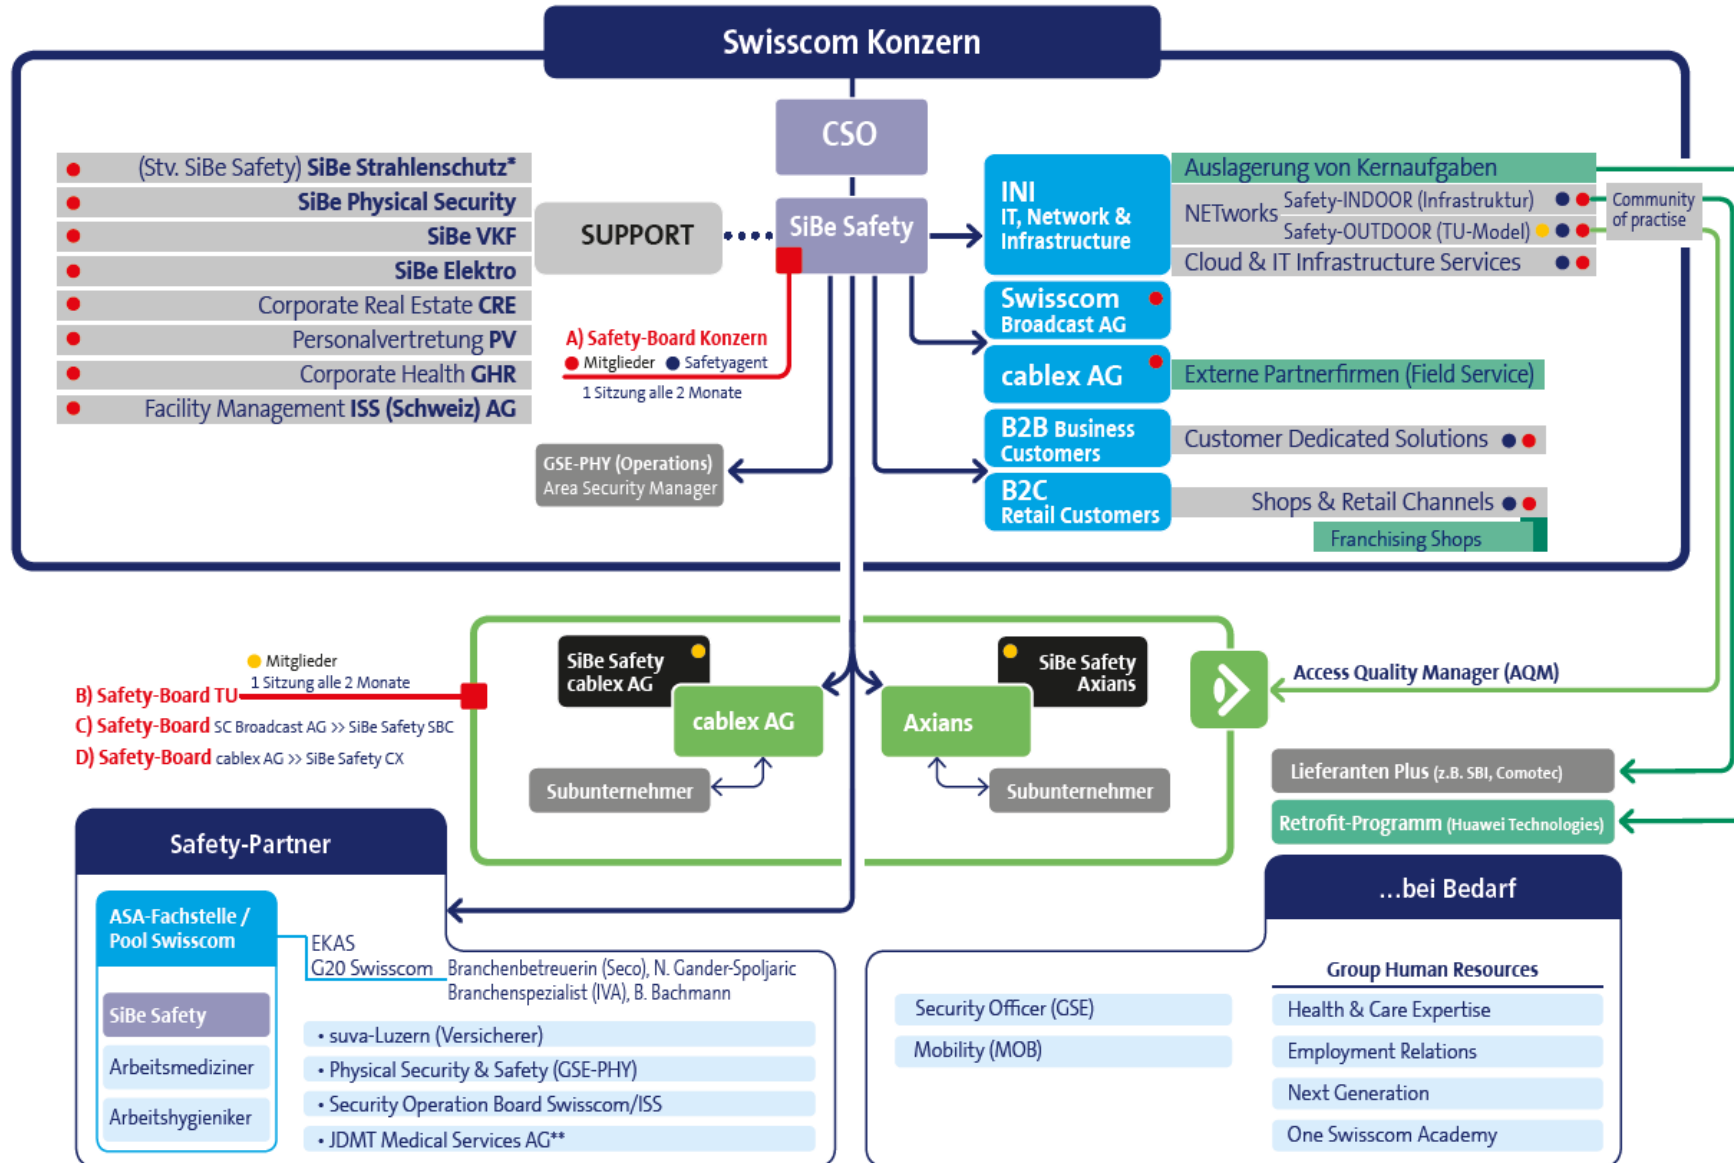 Swisscom Konzern
CSO
SiBe Safety
SUPPORT
(Stv. SiBe Safety) SiBe Strahlenschutz*
SiBe Physical Security
SiBe VKF
SiBe Elektro
Corporate Real Estate CRE
Personalvertretung PV
Corporate Health GHR
Facility Management ISS (Schweiz) AG
A) Safety-Board Konzern
Mitglieder Safetyagent
1 Sitzung alle 2 Monate
GSE-PHY (Operations)
Area Security Manager
INI
IT, Network &
Infrastructure
Auslagerung von Kernaufgaben
NETworks
Safety-INDOOR (Infrastruktur)
Safety-OUTDOOR (TU-Model)
Community
of practise
Cloud & IT Infrastructure Services
Swisscom
Broadcast AG
cablex AG
Externe Partnerfirmen (Field Service)
B2B Business
Customers
Customer Dedicated Solutions
B2C
Retail Customers
Shops & Retail Channels
Franchising Shops
Mitglieder
1 Sitzung alle 2 Monate
B) Safety-Board TU
C) Safety-Board SC Broadcast AG >> SiBe Safety SBC
D) Safety-Board cablex AG >> SiBe Safety CX
SiBe Safety
cablex AG
cablex AG
Subunternehmer
SiBe Safety
Axians
Axians
Subunternehmer
Access Quality Manager (AQM)
Lieferanten Plus (z.B. SBI, Comotec)
Retrofit-Programm (Huawei Technologies)
Safety-Partner
ASA-Fachstelle /
Pool Swisscom
SiBe Safety
Arbeitsmediziner
Arbeitshygieniker
EKAS
G20 Swisscom
Branchenbetreuerin (Seco), N. Gander-Spoljaric
Branchenspezialist (IVA), B. Bachmann
• suva-Luzern (Versicherer)
• Physical Security & Safety (GSE-PHY)
• Security Operation Board Swisscom/ISS
• JDMT Medical Services AG**
...bei Bedarf
Security Officer (GSE)
Mobility (MOB)
Group Human Resources
Health & Care Expertise
Employment Relations
Next Generation
One Swisscom Academy